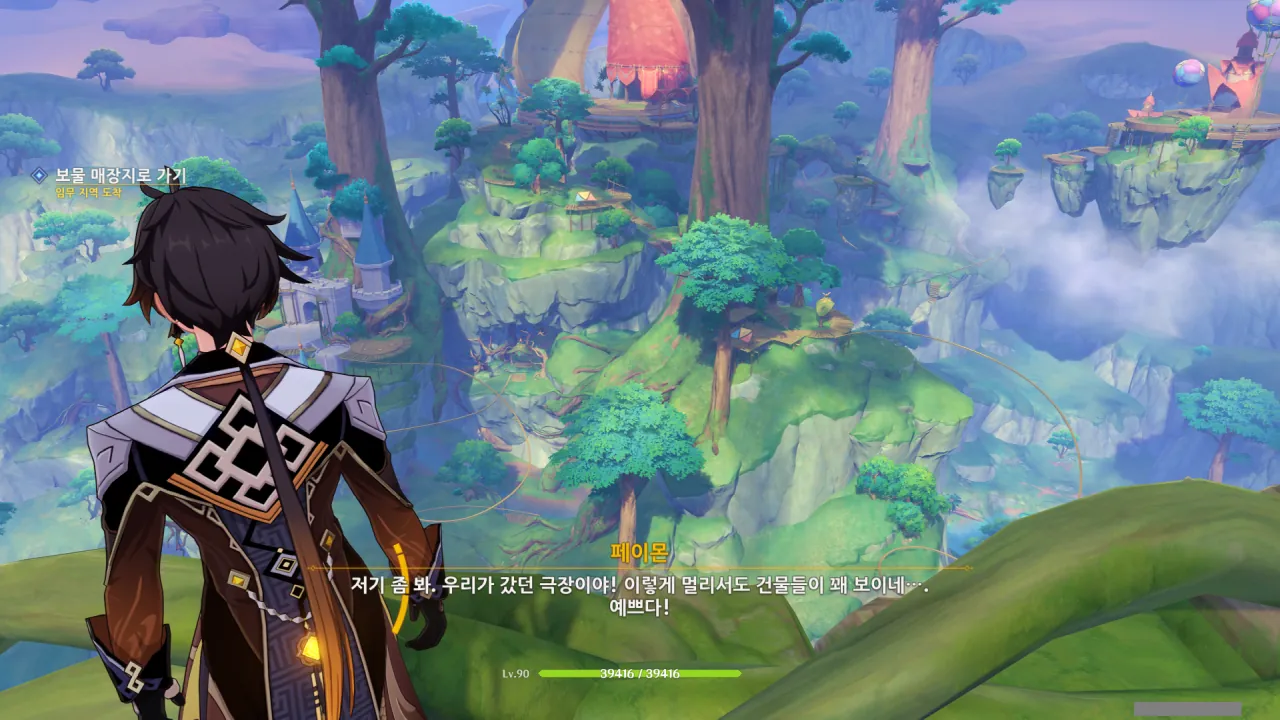 보물 매장지로 가기
임무 지역 도착
페이몬
저기 좀 봐. 우리가 갔던 극장이야! 이렇게 멀리서도 건물들이 꽤 보이네….
예쁘다!
Lv.90 39416 / 39416